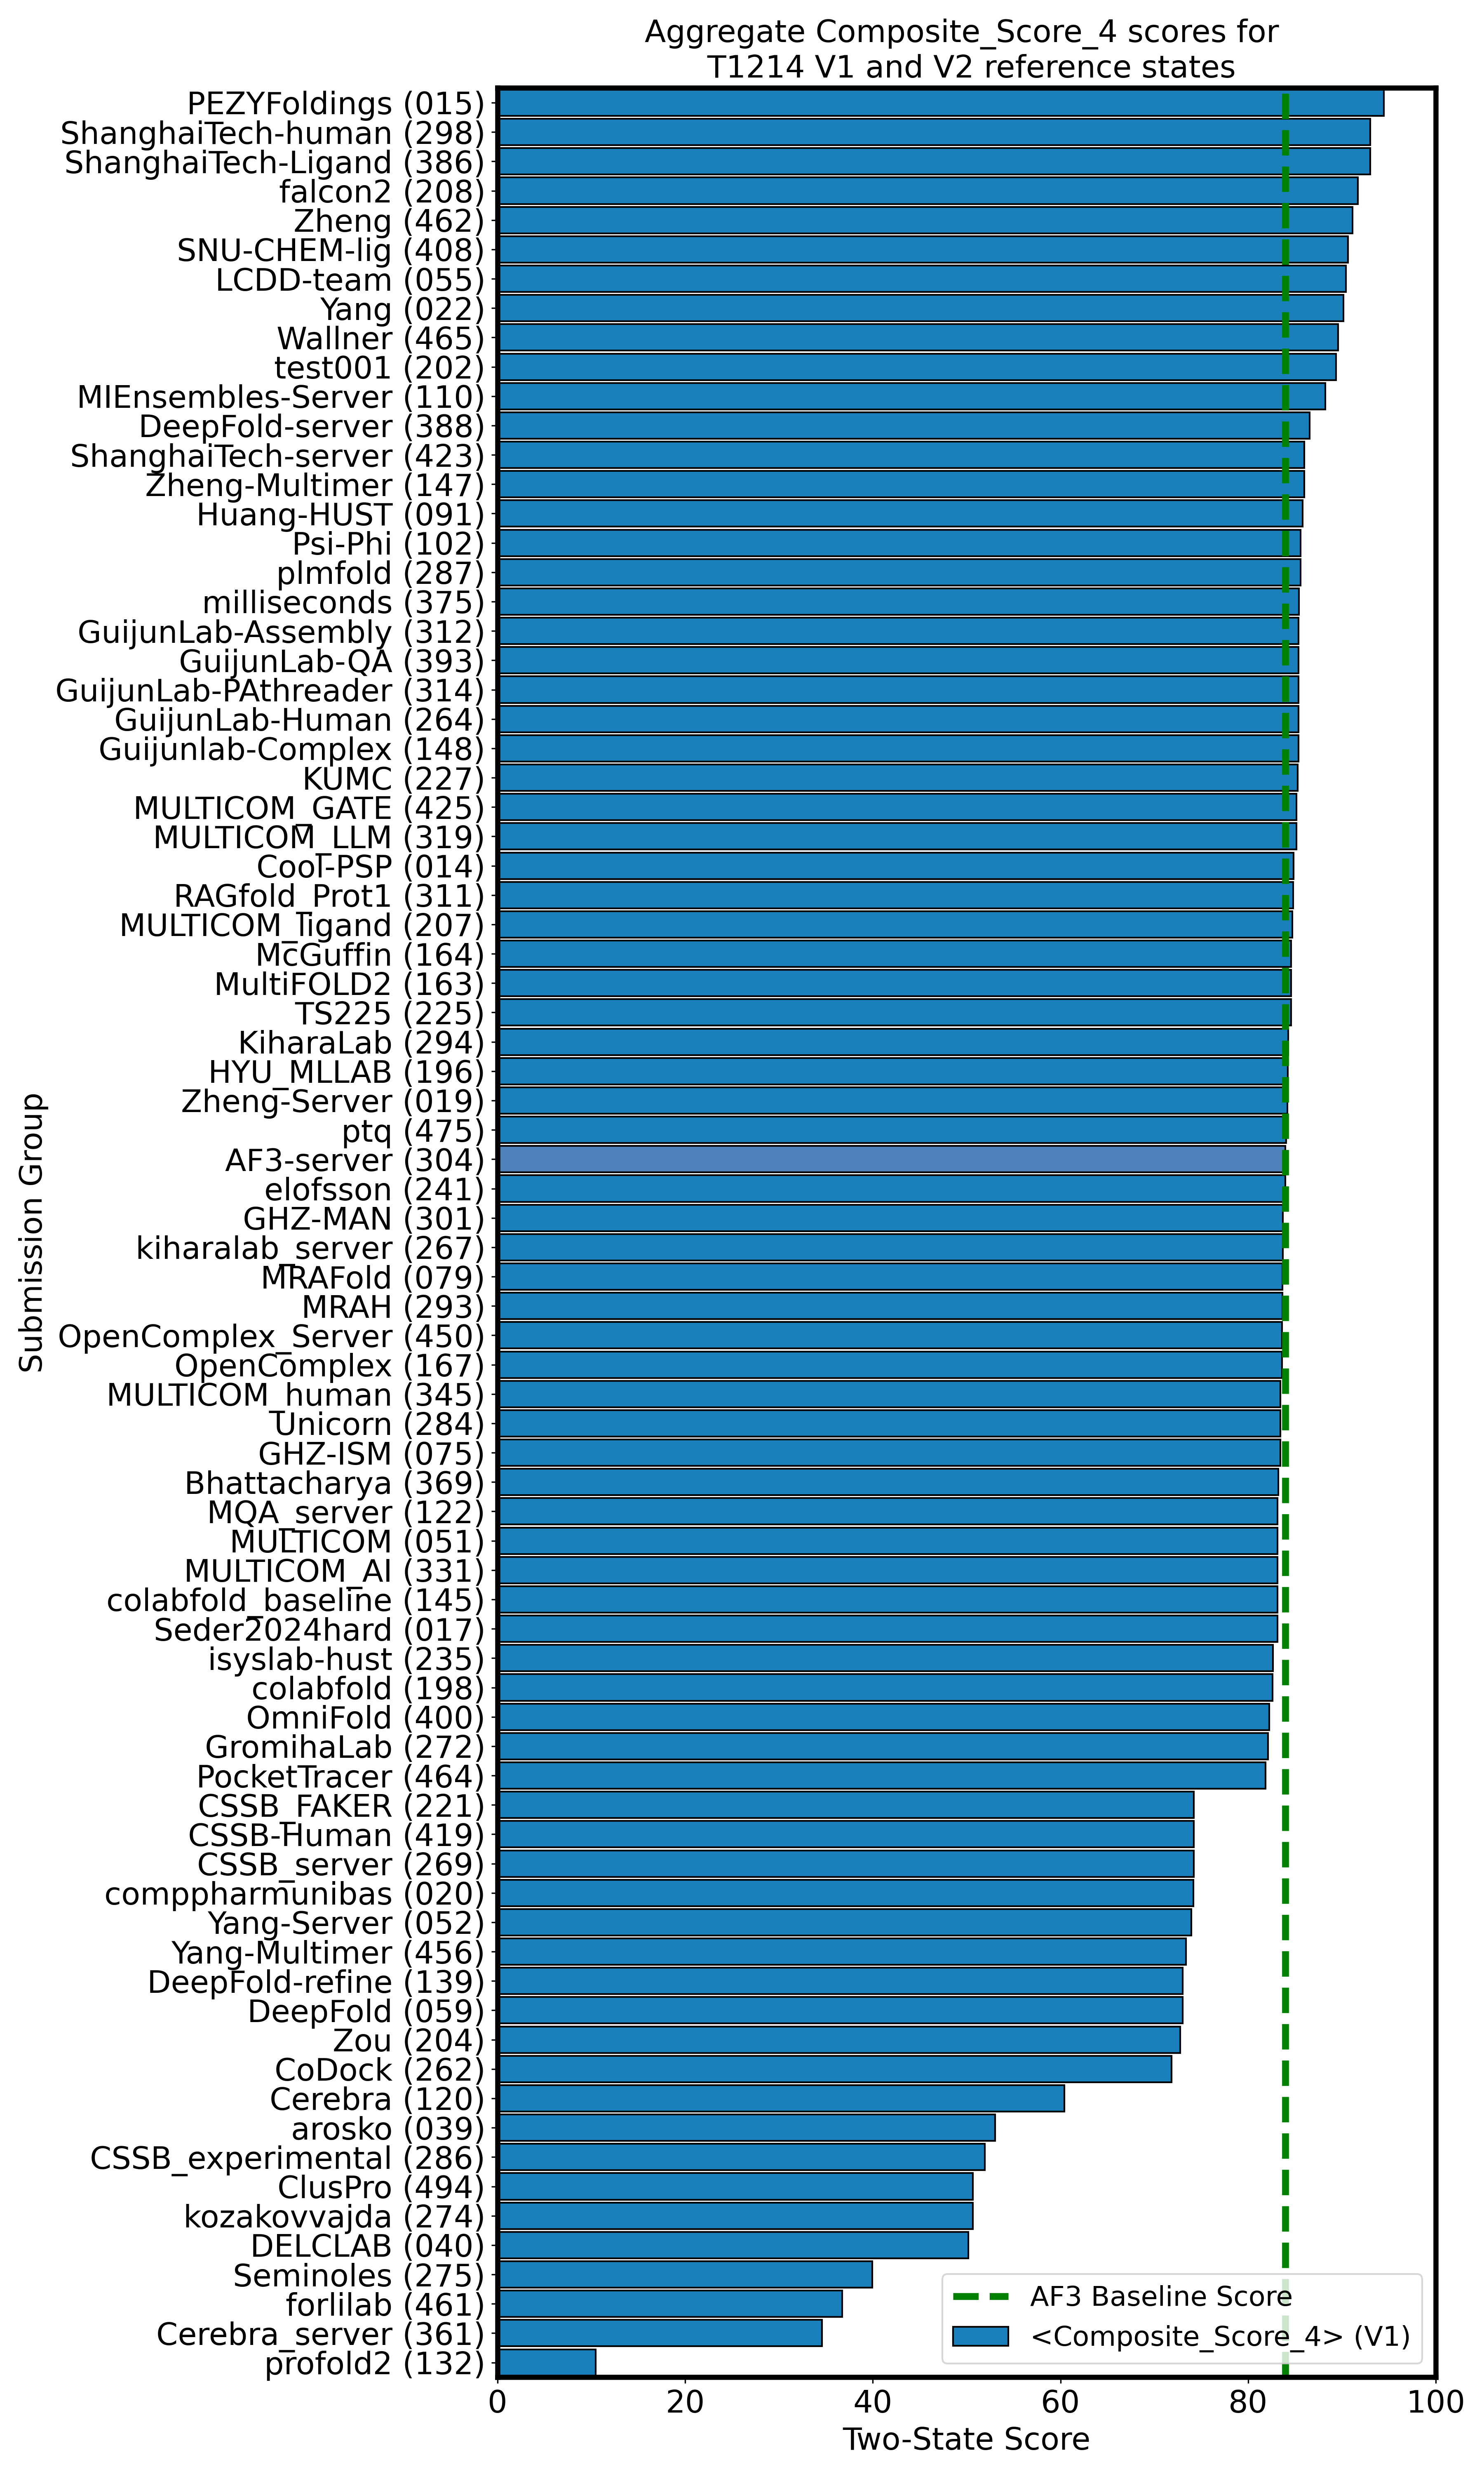 Aggregate Composite_Score_4 scores for
T1214 V1 and V2 reference states
PEZYFoldings (015)
ShanghaiTech-human (298)
ShanghaiTech-Ligand (386)
falcon2 (208)
Zheng (462)
SNU-CHEM-lig (408)
LCDD-team (055)
Yang (022)
Wallner (465)
test001 (202)
MIEnsembles-Server (110)
DeepFold-server (388)
ShanghaiTech-server (423)
Zheng-Multimer (147)
Huang-HUST (091)
Psi-Phi (102)
plmfold (287)
milliseconds (375)
GuijunLab-Assembly (312)
GuijunLab-QA (393)
GuijunLab-PAthreader (314)
GuijunLab-Human (264)
Guijunlab-Complex (148)
KUMC (227)
MULTICOM_GATE (425)
MULTICOM_LLM (319)
Cool-PSP (014)
RAGfold_Prot1 (311)
MULTICOM_ligand (207)
McGuffin (164)
MultiFOLD2 (163)
TS225 (225)
KiharaLab (294)
HYU_MLLAB (196)
Zheng-Server (019)
ptq (475)
AF3-server (304)
elofsson (241)
GHZ-MAN (301)
kiharalab_server (267)
MRAFold (079)
MRAH (293)
OpenComplex_Server (450)
OpenComplex (167)
MULTICOM_human (345)
Unicorn (284)
GHZ-ISM (075)
Bhattacharya (369)
MQA_server (122)
MULTICOM (051)
MULTICOM_AI (331)
colabfold_baseline (145)
Seder2024hard (017)
isyslab-hust (235)
colabfold (198)
OmniFold (400)
GromihaLab (272)
PocketTracer (464)
CSSB_FAKER (221)
CSSB-Human (419)
CSSB_server (269)
comppharmunibas (020)
Yang-Server (052)
Yang-Multimer (456)
DeepFold-refine (139)
DeepFold (059)
Zou (204)
CoDock (262)
Cerebra (120)
arosko (039)
CSSB_experimental (286)
ClusPro (494)
kozakovvajda (274)
DELCLAB (040)
Seminoles (275)
forlilab (461)
Cerebra_server (361)
profold2 (132)
Submission Group
AF3 Baseline Score
<Composite_Score_4> (V1)
0 20 40 60 80 100
Two-State Score